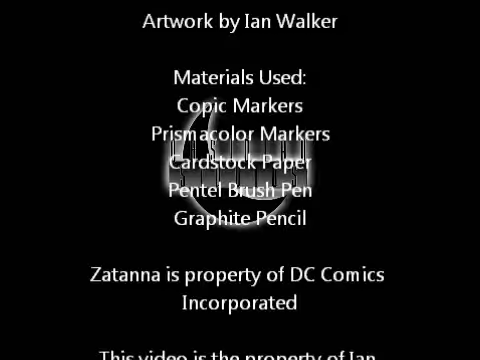 Artwork by Ian Walker
Materials Used:
Copic Markers
Prismacolor Markers
Cardstock Paper
Pentel Brush Pen
Graphite Pencil
Zatanna is property of DC Comics
Incorporated
This video is the property of Ian